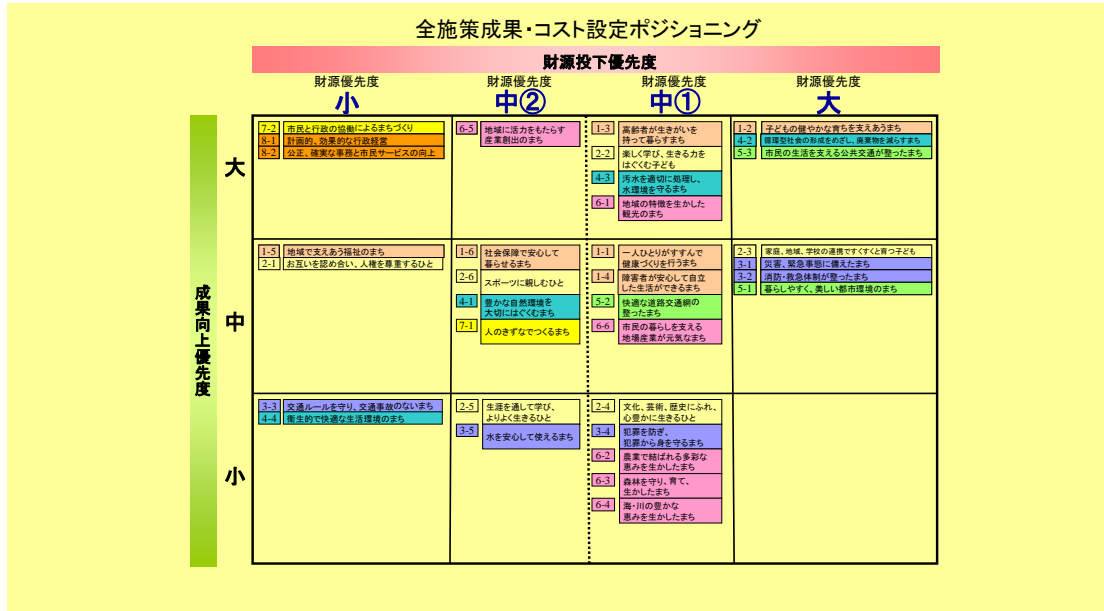 全施策成果・コスト設定ポジショニング
財源投下優先度
財源優先度
小
財源優先度
中②
財源優先度
中①
財源優先度
大
成果向上優先度
大
7-2 市民と行政の協働によるまちづくり
8-1 計画的、効果的な行政経営
8-2 公正、確実な事務と市民サービスの向上
6-5 地域に活力をもたらす
産業創出のまち
1-3 高齢者が生きがいを
持って暮らすまち
2-2 楽しく学び、生きる力を
はぐくむ子ども
4-3 汚水を適切に処理し、
水環境を守るまち
6-1 地域の特徴を生かした
観光のまち
1-2 子どもの健やかな育ちを支えあうまち
4-2 循環型社会の形成をめざし、廃棄物を減らすまち
5-3 市民の生活を支える公共交通が整ったまち
中
1-5 地域で支えあう福祉のまち
2-1 お互いを認め合い、人権を尊重するひと
1-6 社会保障で安心して
暮らせるまち
2-6 スポーツに親しむひと
4-1 豊かな自然環境を
大切にはぐくむまち
7-1 人のきずなでつくるまち
1-1 一人ひとりがすすんで
健康づくりを行うまち
1-4 障害者が安心して自立
した生活ができるまち
5-2 快適な道路交通網の
整ったまち
6-6 市民の暮らしを支える
地場産業が元気なまち
2-3 家庭、地域、学校の連携ですくすくと育つ子ども
3-1 災害、緊急事態に備えたまち
3-2 消防・救急体制が整ったまち
5-1 暮らしやすく、美しい都市環境のまち
小
3-3 交通ルールを守り、交通事故のないまち
4-4 衛生的で快適な生活環境のまち
2-5 生涯を通して学び、
よりよく生きるひと
3-5 水を安心して使えるまち
2-4 文化、芸術、歴史にふれ、
心豊かに生きるひと
3-4 犯罪を防ぎ、
犯罪から身を守るまち
6-2 農業で結ばれる多彩な
恵みを生かしたまち
6-3 森林を守り、育て、
生かしたまち
6-4 海・川の豊かな
恵みを生かしたまち